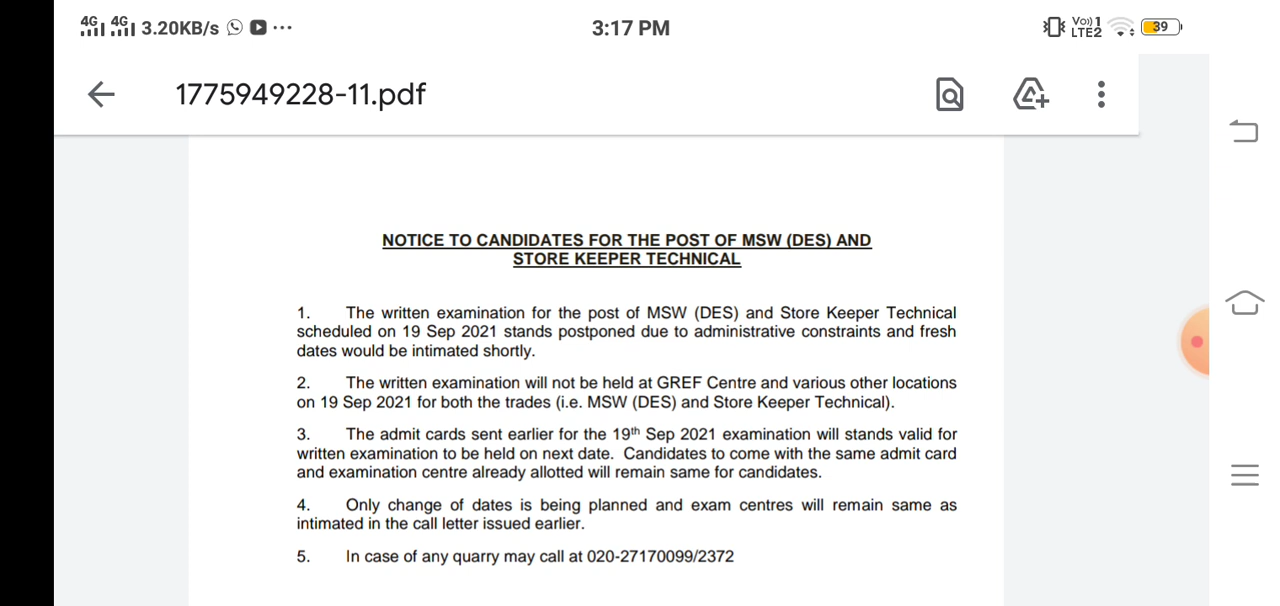 4G 4G 3.20KB/s ... 3:17 PM Vo)) 1 LTE2 39
1775949228-11.pdf
NOTICE TO CANDIDATES FOR THE POST OF MSW (DES) AND
STORE KEEPER TECHNICAL
1. The written examination for the post of MSW (DES) and Store Keeper Technical
scheduled on 19 Sep 2021 stands postponed due to administrative constraints and fresh
dates would be intimated shortly.
2. The written examination will not be held at GREF Centre and various other locations
on 19 Sep 2021 for both the trades (i.e. MSW (DES) and Store Keeper Technical).
3. The admit cards sent earlier for the 19th Sep 2021 examination will stands valid for
written examination to be held on next date. Candidates to come with the same admit card
and examination centre already allotted will remain same for candidates.
4. Only change of dates is being planned and exam centres will remain same as
intimated in the call letter issued earlier.
5. In case of any quarry may call at 020-27170099/2372